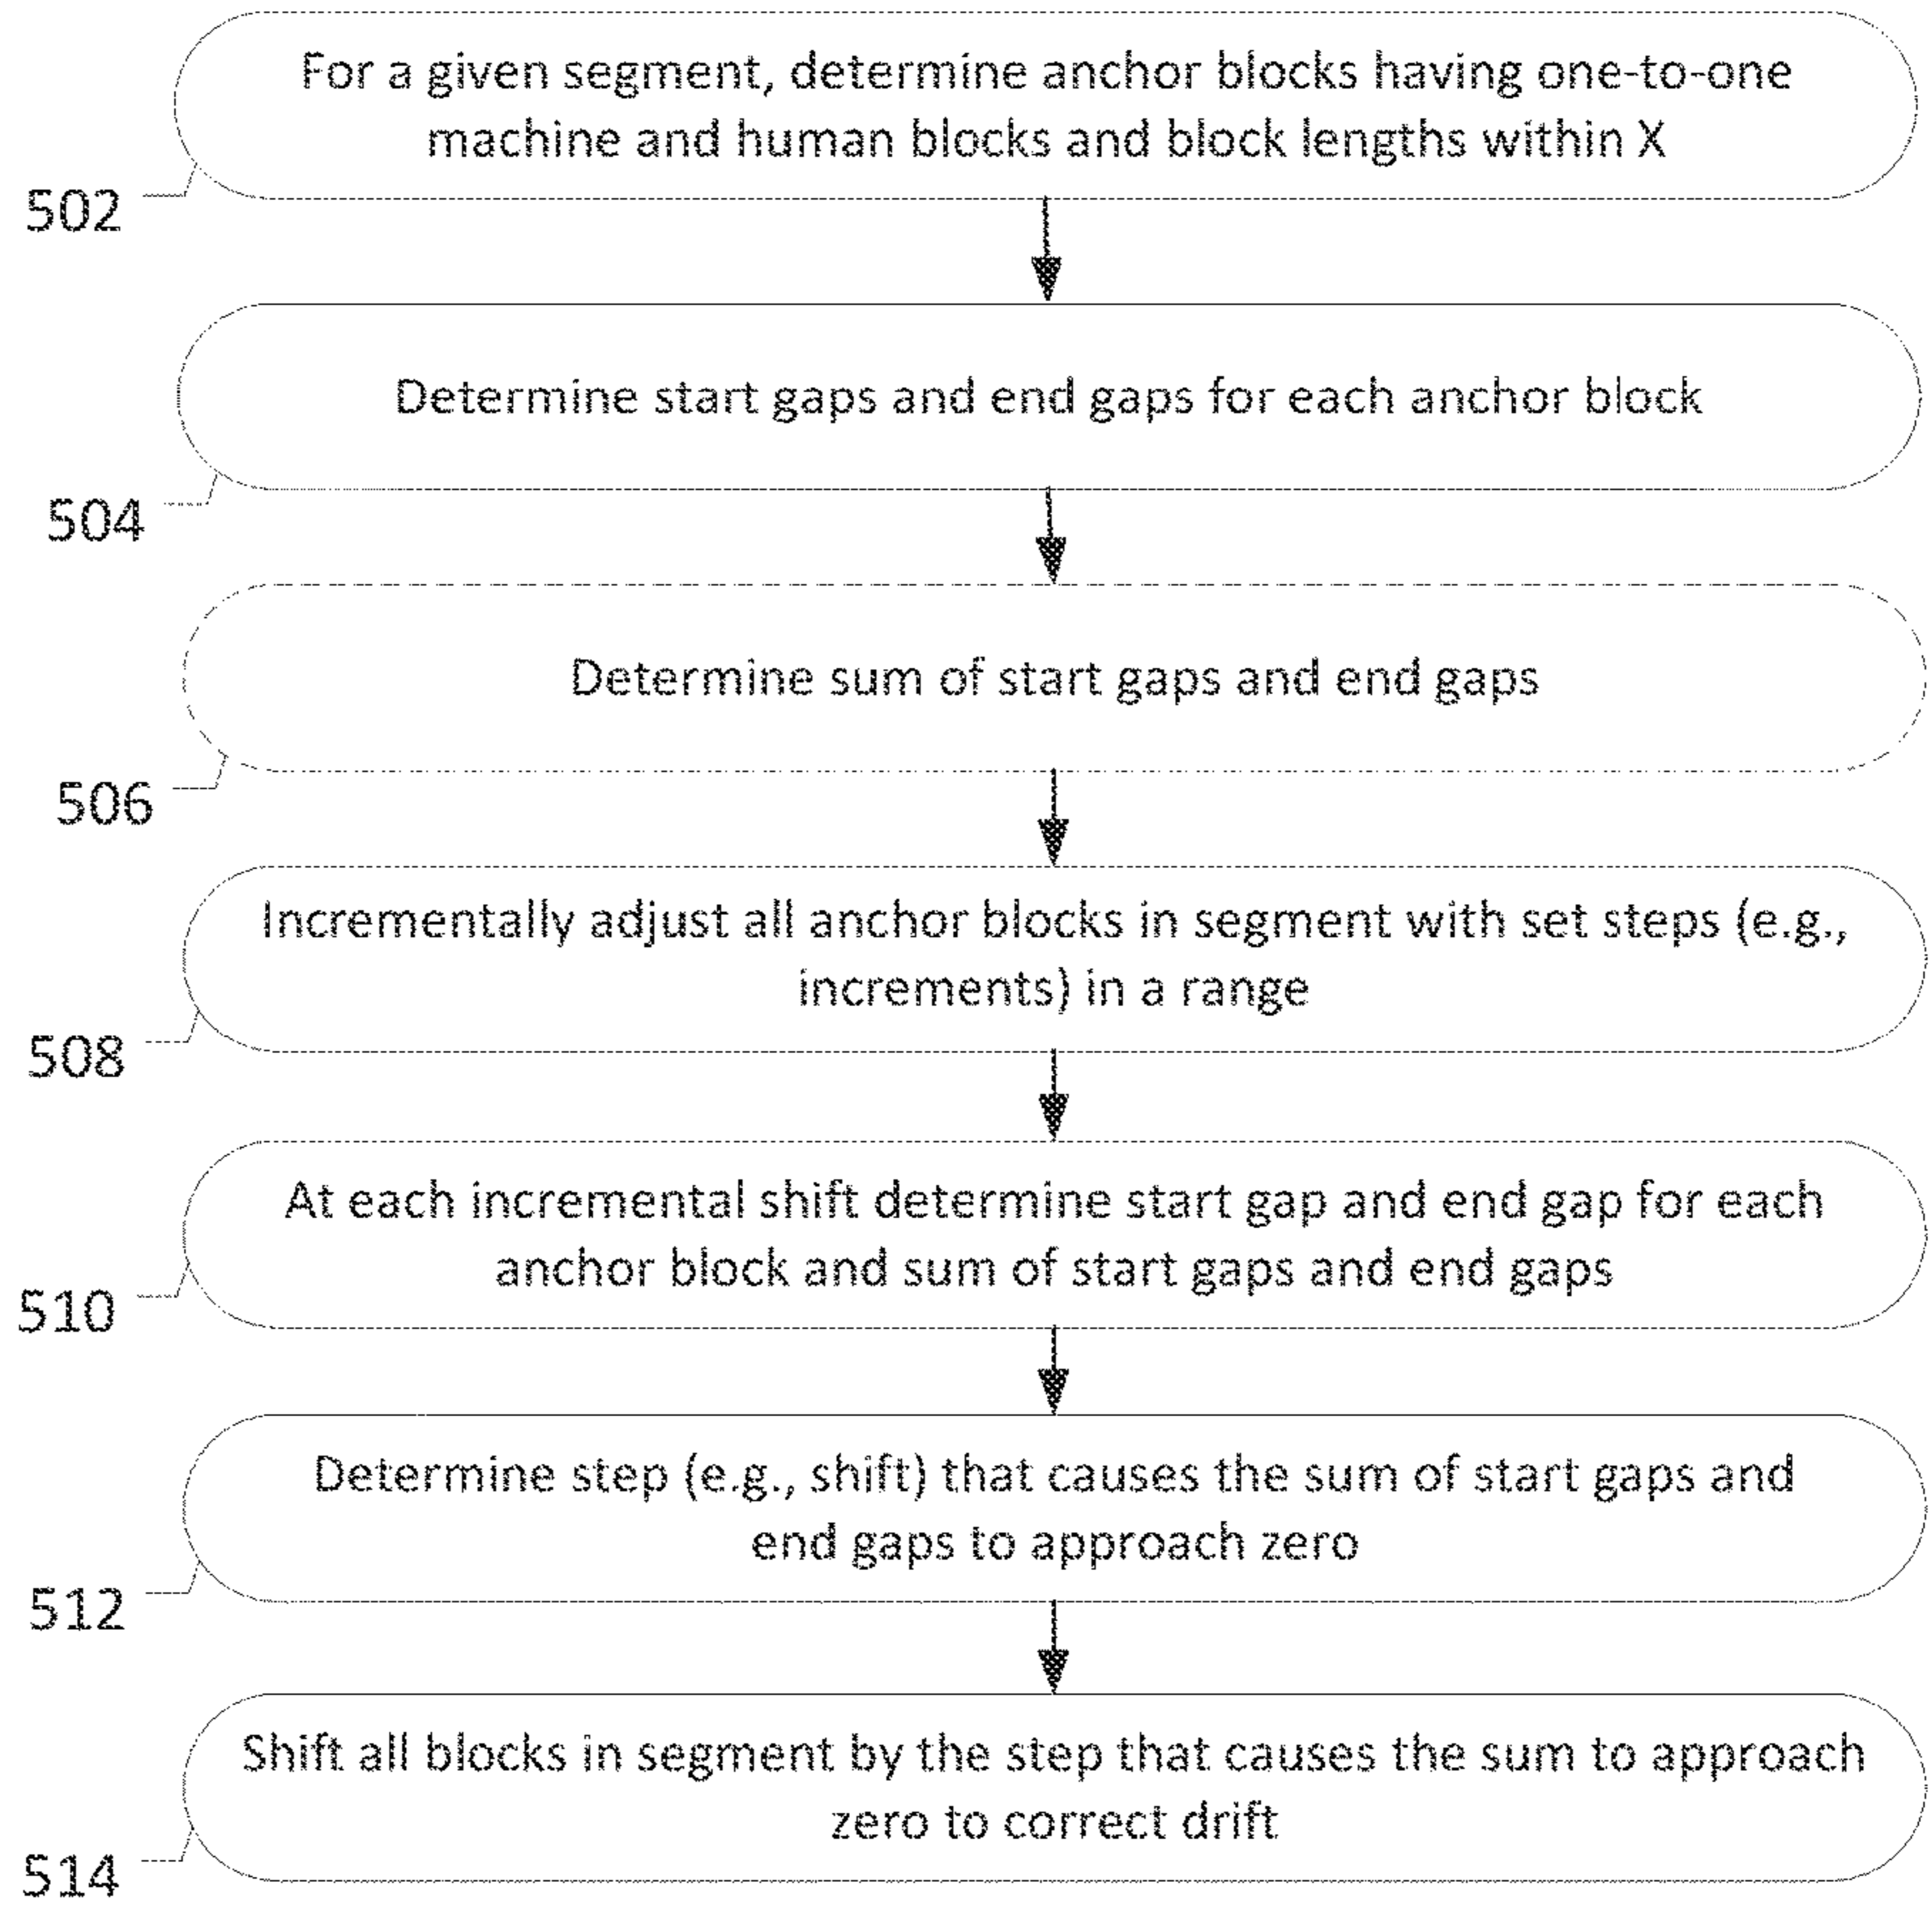 For a given segment, determine anchor blocks having one-to-one
machine and human blocks and block lengths within X
502
Determine start gaps and end gaps for each anchor block
504
Determine sum of start gaps and end gaps
506
Incrementally adjust all anchor blocks in segment with set steps (e.g.,
increments) in a range
508
At each incremental shift determine start gap and end gap for each
anchor block and sum of start gaps and end gaps
510
Determine step (e.g., shift) that causes the sum of start gaps and
end gaps to approach zero
512
Shift all blocks in segment by the step that causes the sum to approach
zero to correct drift
514